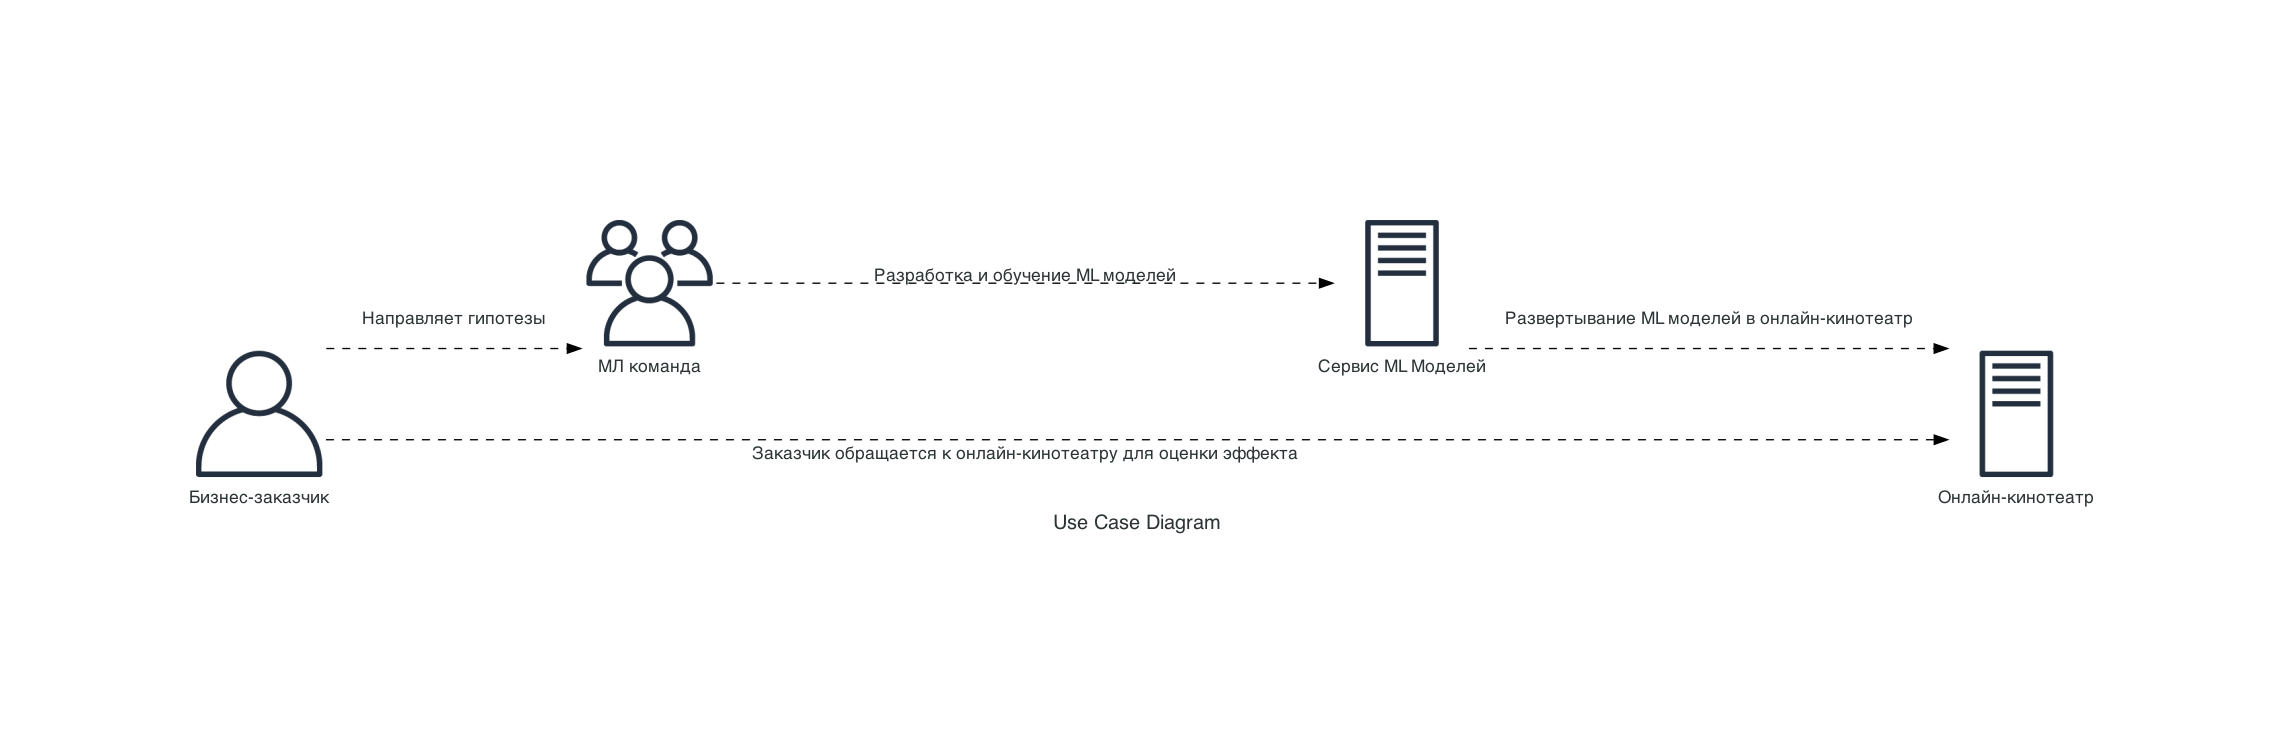 Разработка и обучение ML моделей
Направляет гипотезы
Развертывание ML моделей в онлайн-кинотеатр
МЛ команда
Сервис ML Моделей
Заказчик обращается к онлайн-кинотеатру для оценки эффекта
Бизнес-заказчик
Онлайн-кинотеатр
Use Case Diagram